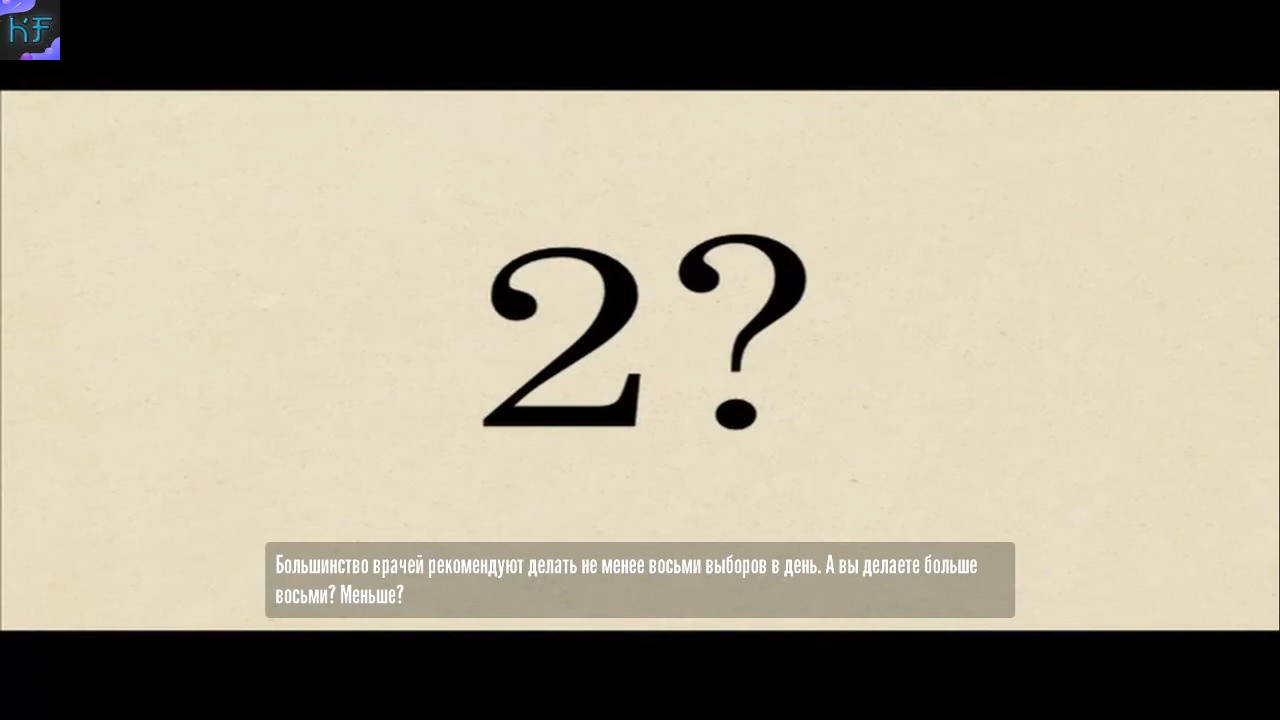 2?
Большинство врачей рекомендуют делать не менее восьми выборов в день. А вы делаете больше
восьми? Меньше?